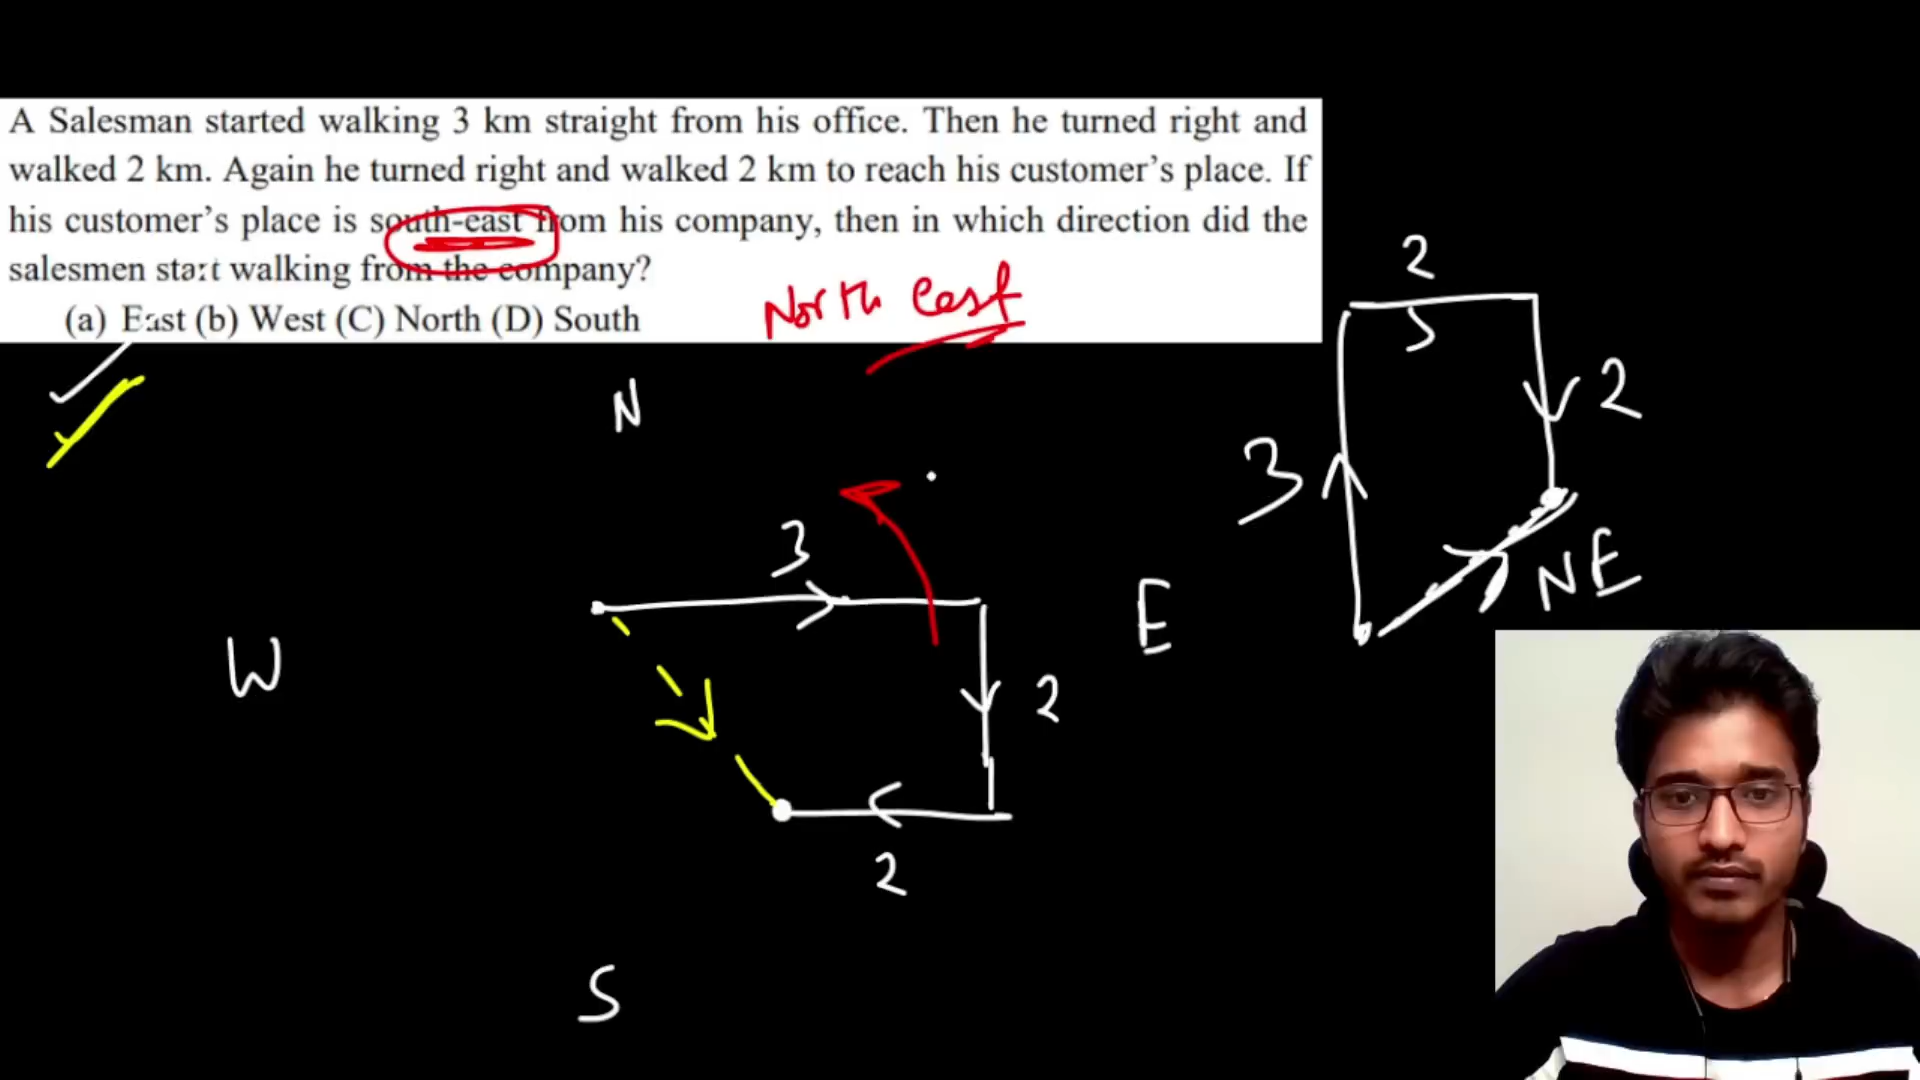 A Salesman started walking 3 km straight from his office. Then he turned right and
walked 2 km. Again he turned right and walked 2 km to reach his customer's place. If
his customer's place is south-east from his company, then in which direction did the
salesmen start walking from the company?
(a) East (b) West (C) North (D) South
North East
N
W
E
S
3
2
2
2
3
2
NE